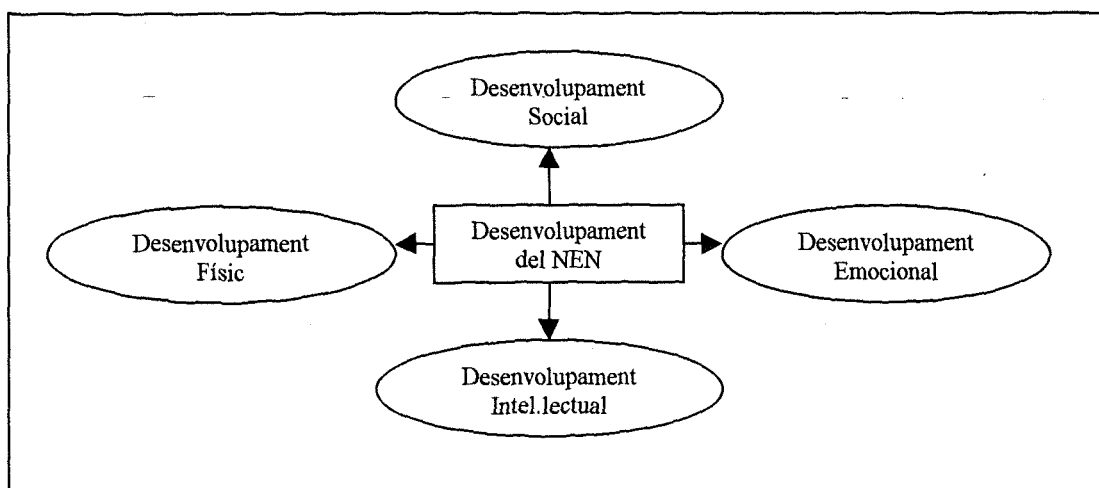 Desenvolupament
Social
Desenvolupament
Físic
Desenvolupament
del NEN
Desenvolupament
Emocional
Desenvolupament
Intel.lectual